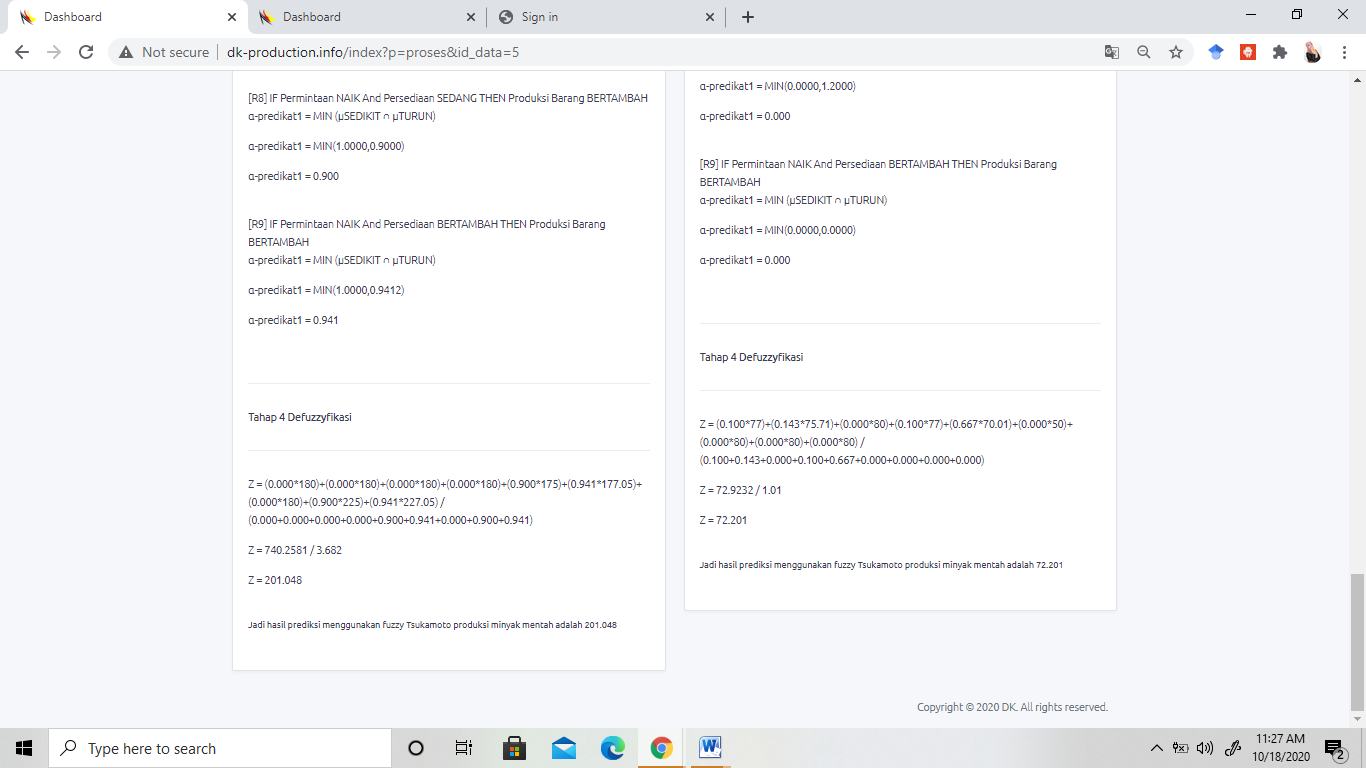 Dashboard
Dashboard
Sign in
Not secure
dk-production.info/index?p=proses&id_data=5
[R8] IF Permintaan NAIK And Persediaan SEDANG THEN Produksi Barang BERTAMBAH
α-predikat1 = MIN (µSEDIKIT ∩ µTURUN)
α-predikat1 = MIN(1.0000,0.9000)
α-predikat1 = 0.900
[R9] IF Permintaan NAIK And Persediaan BERTAMBAH THEN Produksi Barang
BERTAMBAH
α-predikat1 = MIN (µSEDIKIT ∩ µTURUN)
α-predikat1 = MIN(1.0000,0.9412)
α-predikat1 = 0.941
Tahap 4 Defuzzyfikasi
Z = (0.000*180)+(0.000*180)+(0.000*180)+(0.000*180)+(0.900*175)+(0.941*177.05)+
(0.000*180)+(0.900*225)+(0.941*227.05) /
(0.000+0.000+0.000+0.000+0.900+0.941+0.000+0.900+0.941)
Z = 740.2581 / 3.682
Z = 201.048
Jadi hasil prediksi menggunakan fuzzy Tsukamoto produksi minyak mentah adalah 201.048
α-predikat1 = MIN(0.0000,1.2000)
α-predikat1 = 0.000
[R9] IF Permintaan NAIK And Persediaan BERTAMBAH THEN Produksi Barang
BERTAMBAH
α-predikat1 = MIN (µSEDIKIT ∩ µTURUN)
α-predikat1 = MIN(0.0000,0.0000)
α-predikat1 = 0.000
Tahap 4 Defuzzyfikasi
Z = (0.100*77)+(0.143*75.71)+(0.000*80)+(0.100*77)+(0.667*70.01)+(0.000*50)+
(0.000*80)+(0.000*80)+(0.000*80) /
(0.100+0.143+0.000+0.100+0.667+0.000+0.000+0.000+0.000)
Z = 72.9232 / 1.01
Z = 72.201
Jadi hasil prediksi menggunakan fuzzy Tsukamoto produksi minyak mentah adalah 72.201
Copyright © 2020 DK. All rights reserved.
Type here to search
11:27 AM
10/18/2020
2